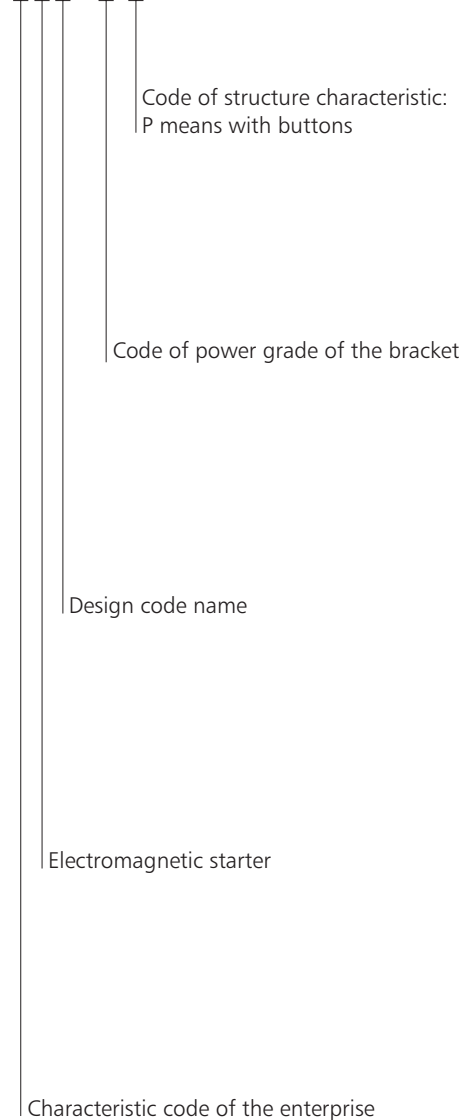 Code of structure characteristic:
P means with buttons
Code of power grade of the bracket
Design code name
Electromagnetic starter
Characteristic code of the enterprise